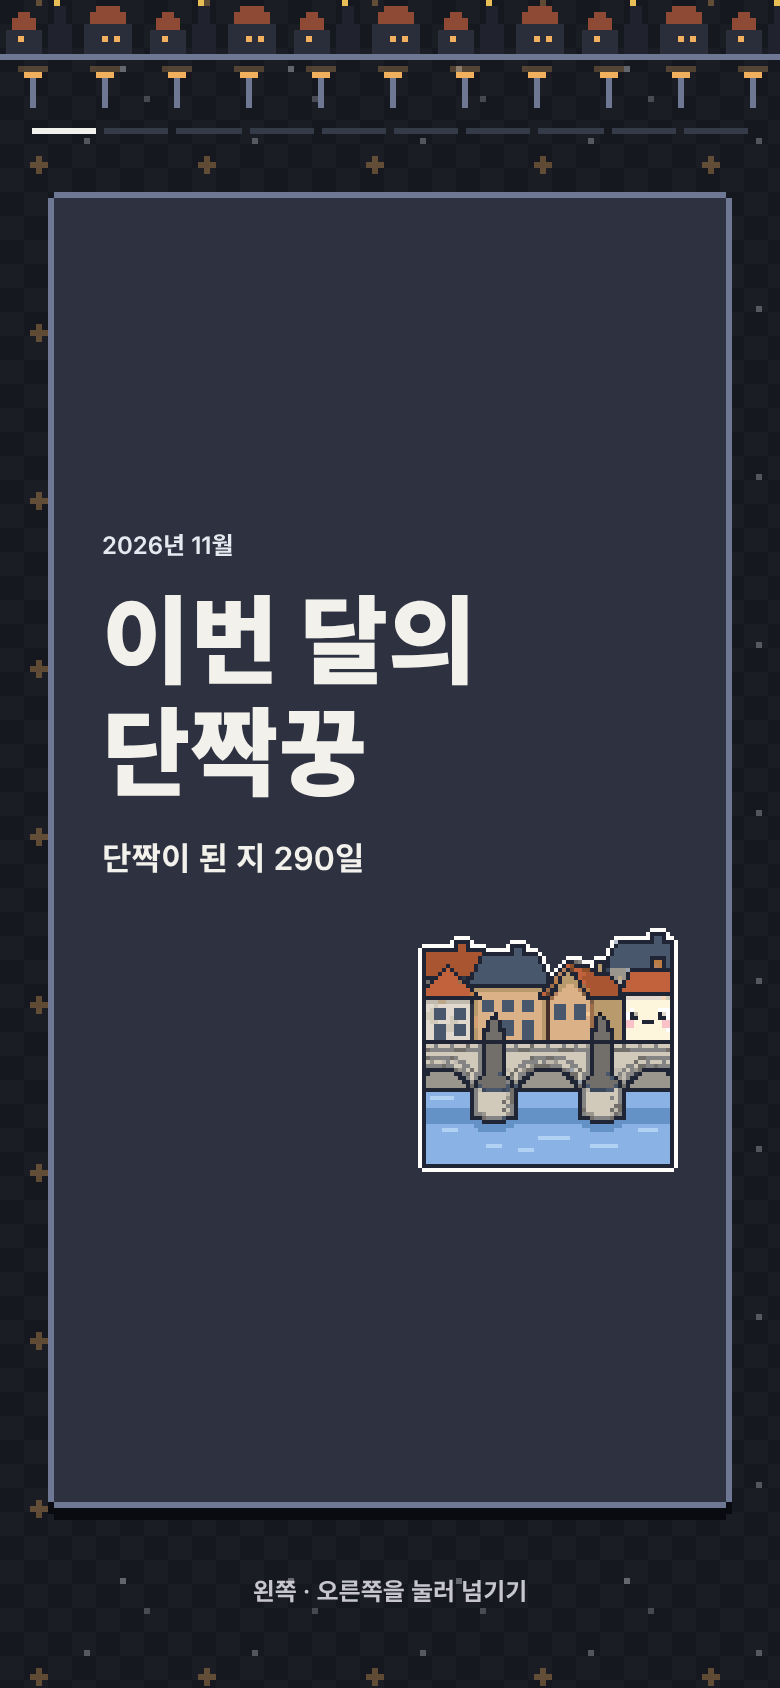 2026년 11월
이번 달의
단짝꿍
단짝이 된 지 290일
왼쪽 · 오른쪽을 눌러 넘기기